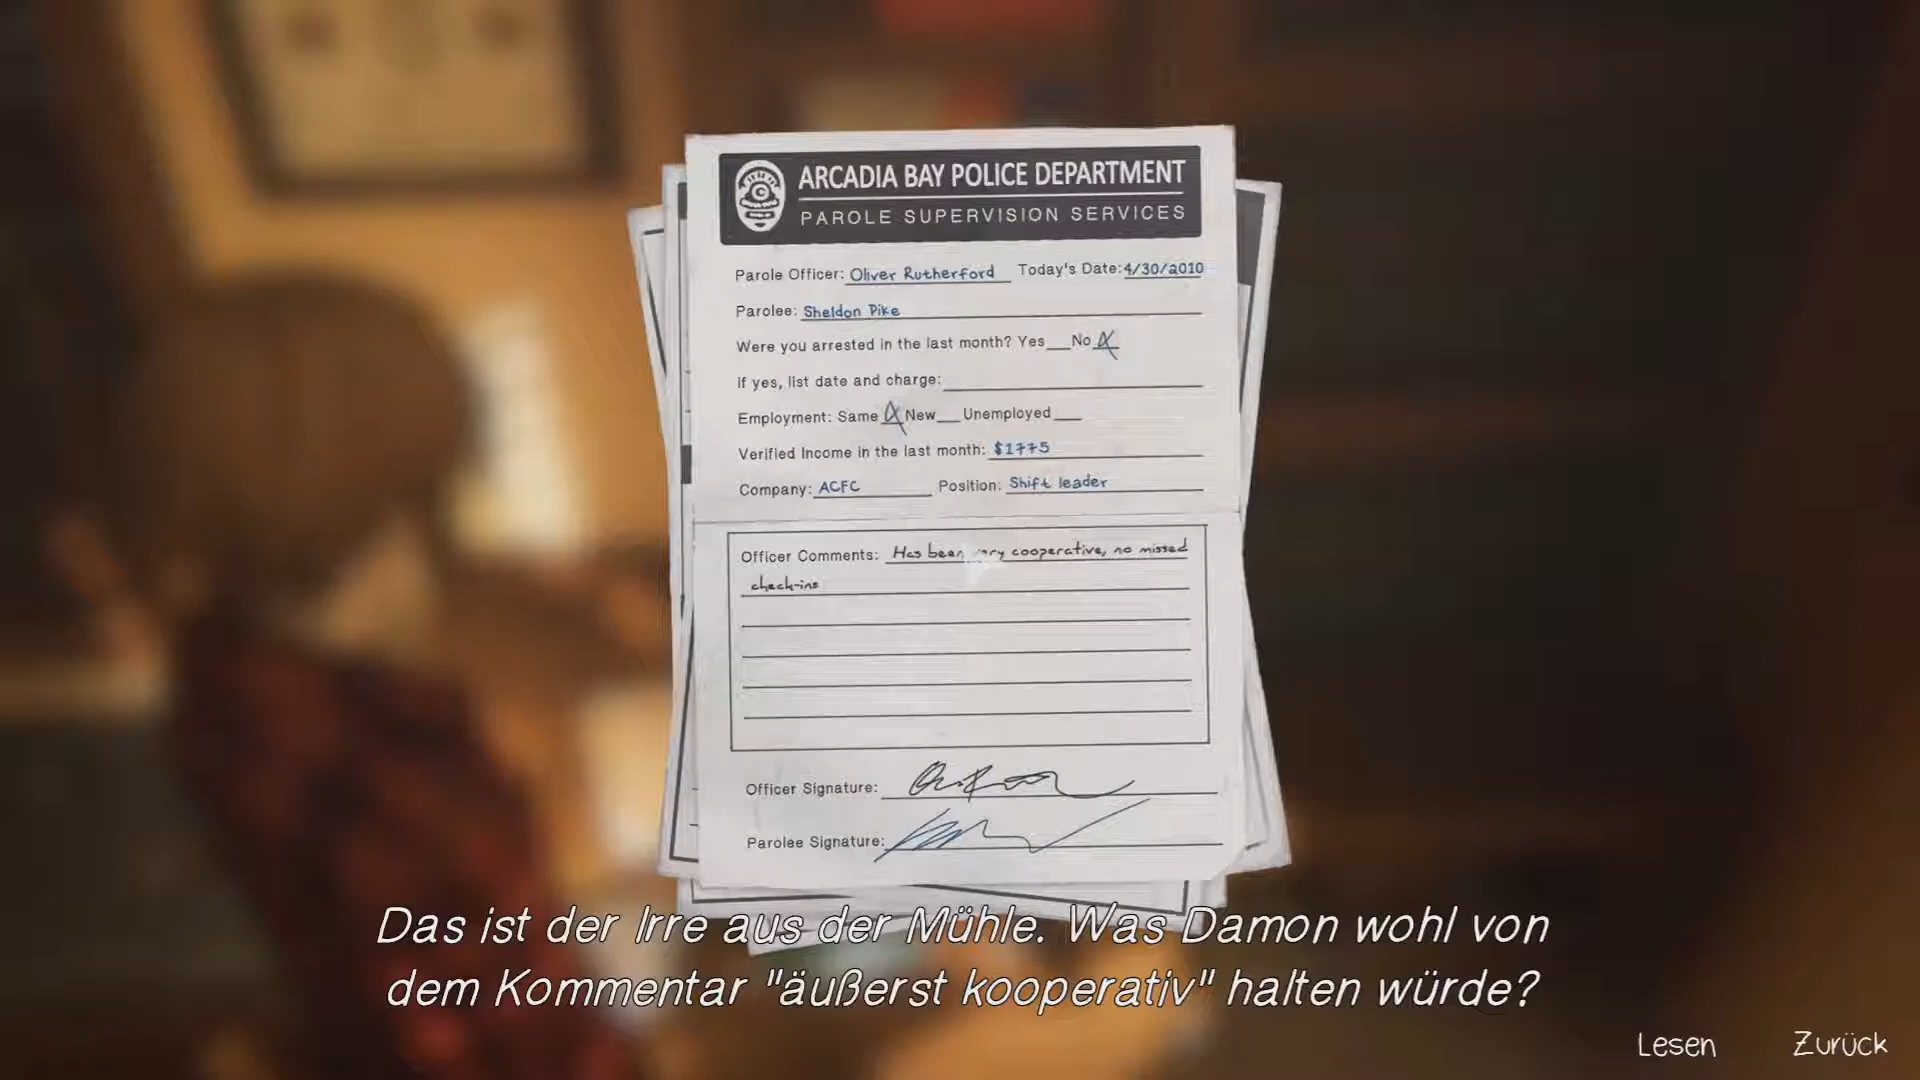 ARCADIA BAY POLICE DEPARTMENT
PAROLE SUPERVISION SERVICES
Parole Officer: Oliver Rutherford Today's Date: 4/30/2010
Parolee: Sheldon Pike
Were you arrested in the last month? Yes No X
If yes, list date and charge:
Employment: Same X New Unemployed
Verified Income in the last month: $1775
Company: ACFC Position: Shift leader
Officer Comments: Has been very cooperative, no missed
check-ins
Officer Signature:
Parolee Signature:
Das ist der Irre aus der Mühle. Was Damon wohl von
dem Kommentar "äußerst kooperativ" halten würde?
Lesen Zurück